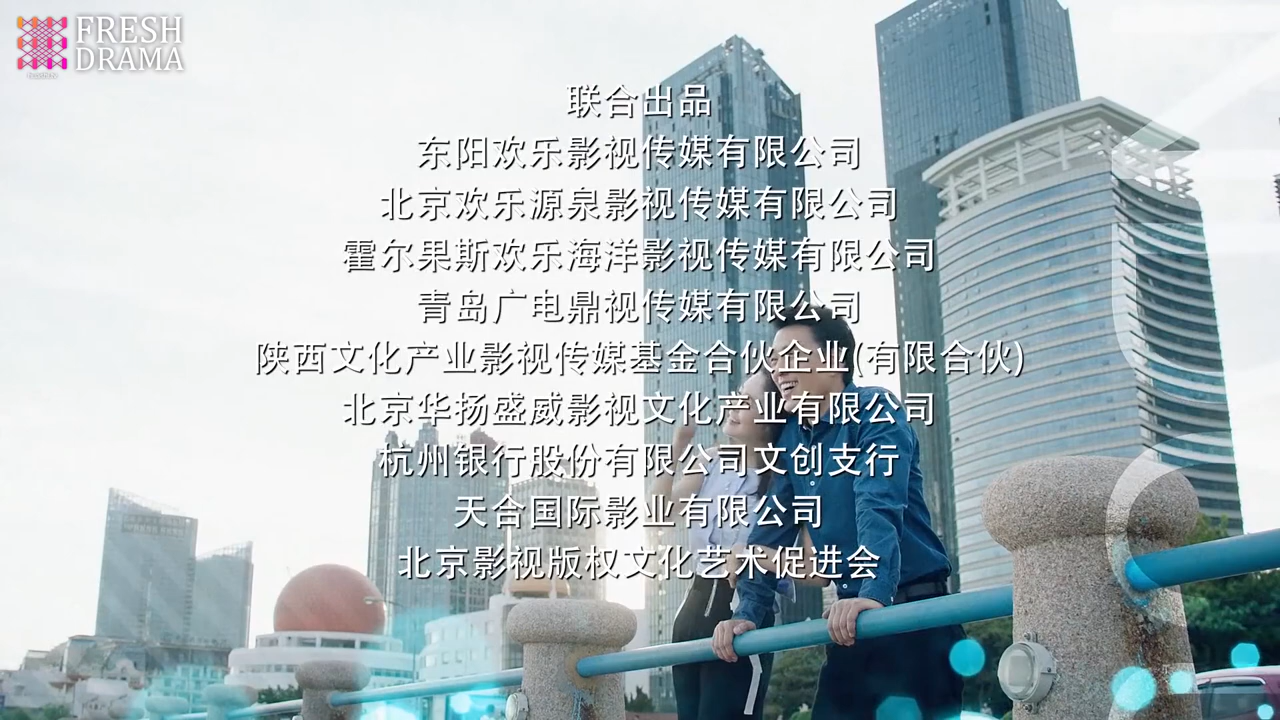 FRESH
DRAMA
联合出品
东阳欢乐影视传媒有限公司
北京欢乐源泉影视传媒有限公司
霍尔果斯欢乐海洋影视传媒有限公司
青岛广电鼎视传媒有限公司
陕西文化产业影视传媒基金合伙企业(有限合伙)
北京华扬盛威影视文化产业有限公司
杭州银行股份有限公司文创支行
天合国际影业有限公司
北京影视版权文化艺术促进会